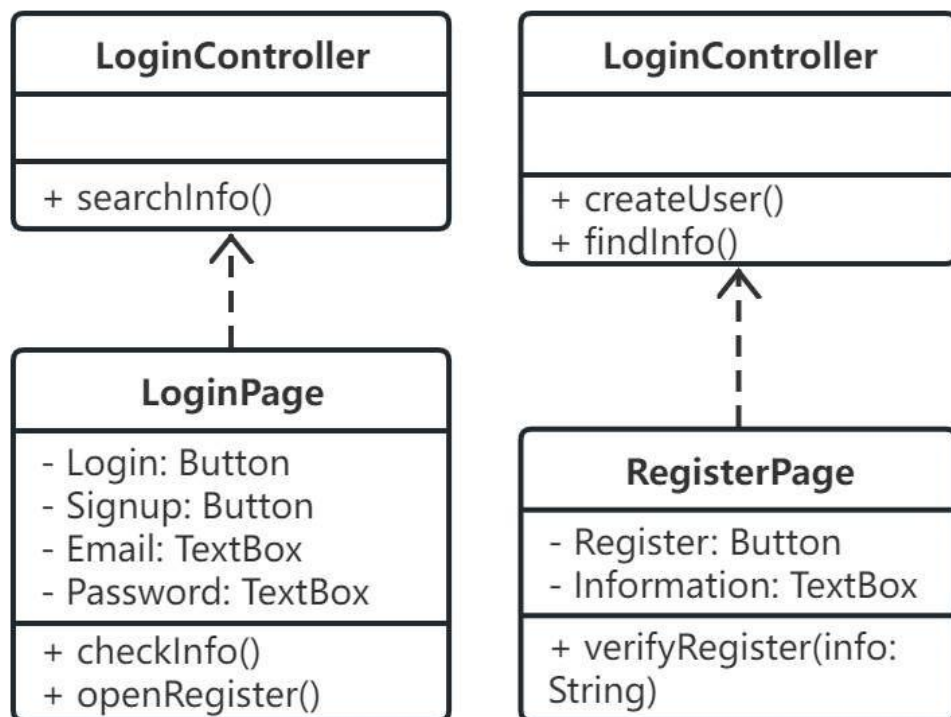 LoginController
+ searchInfo()
LoginPage
- Login: Button
- Signup: Button
- Email: TextBox
- Password: TextBox
+ checkInfo()
+ openRegister()
LoginController
+ createUser()
+ findInfo()
RegisterPage
- Register: Button
- Information: TextBox
+ verifyRegister(info:
String)